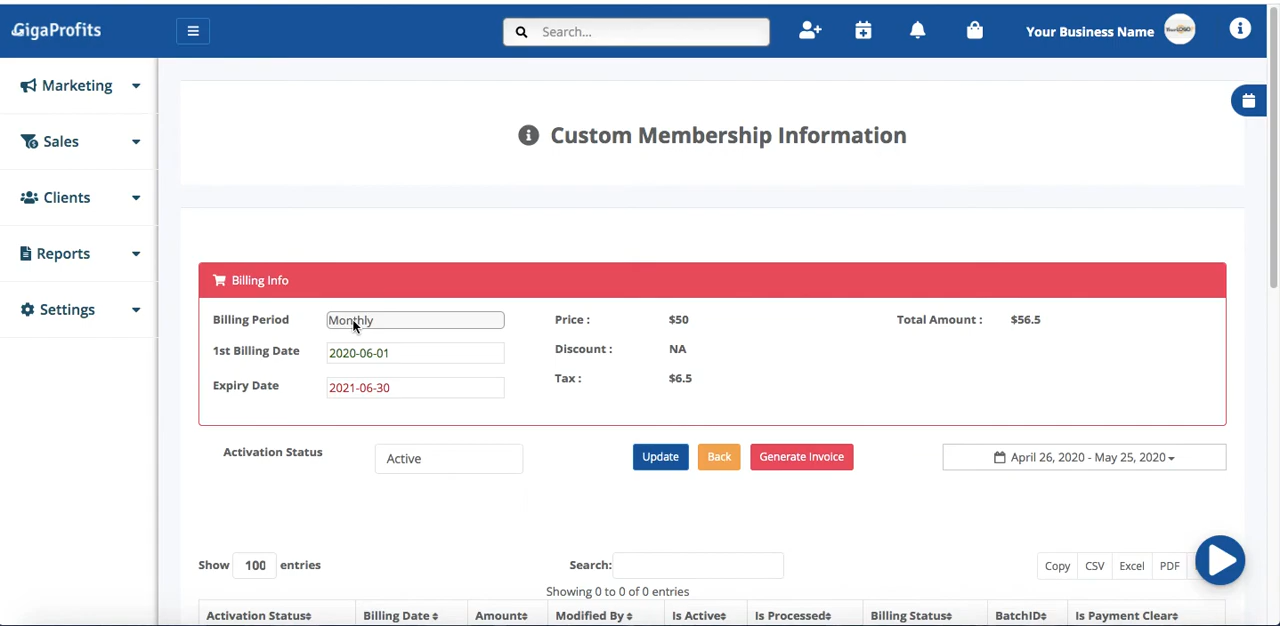 GigaProfits
Search...
Your Business Name
Marketing
Sales
Clients
Reports
Settings
Custom Membership Information
Billing Info
Billing Period Monthly Price : $50 Total Amount : $56.5
1st Billing Date 2020-06-01 Discount : NA
Expiry Date 2021-06-30 Tax : $6.5
Activation Status Active Update Back Generate Invoice April 26, 2020 - May 25, 2020
Show 100 entries Search: Copy CSV Excel PDF
Showing 0 to 0 of 0 entries
Activation Status Billing Date Amount Modified By Is Active Is Processed Billing Status BatchID Is Payment Clear